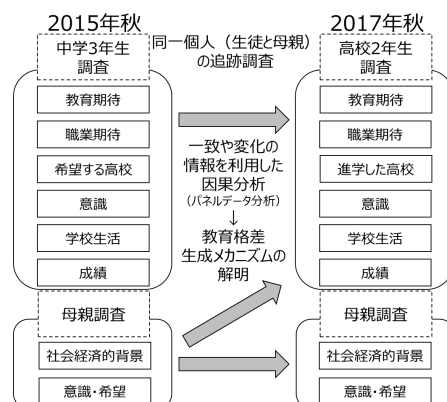 2015年秋
中学3年生
調査
教育期待
職業期待
希望する高校
意識
学校生活
成績
母親調査
社会経済的背景
意識・希望
同一個人（生徒と母親）
の追跡調査
一致や変化の
情報を利用した
因果分析
（パネルデータ分析）
↓
教育格差
生成メカニズムの
解明
2017年秋
高校2年生
調査
教育期待
職業期待
進学した高校
意識
学校生活
成績
母親調査
社会経済的背景
意識・希望